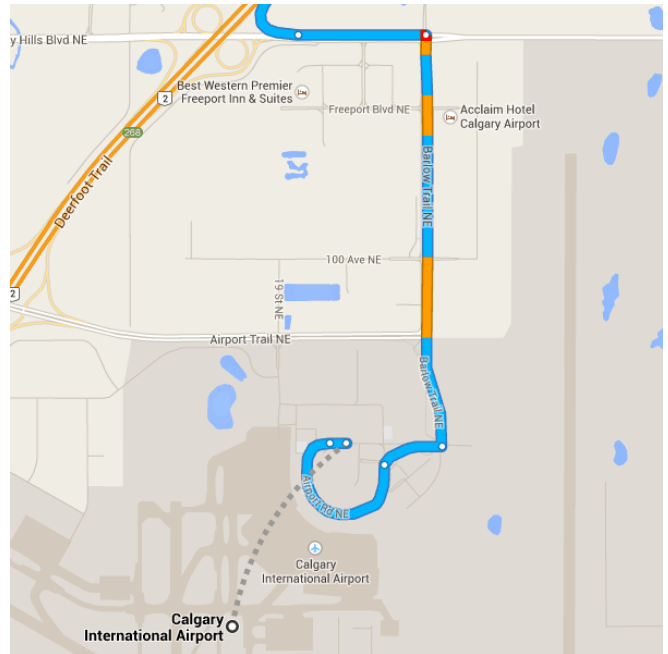 y Hills Blvd NE
Best Western Premier
Freeport Inn & Suites
2
Freeport Blvd NE
Acclaim Hotel
Calgary Airport
268
Deerfoot Trail
Barlow Trail NE
100 Ave NE
19 St NE
2
Airport Trail NE
Barlow Trail NE
Airport Rd NE
Calgary
International Airport
Calgary
International Airport